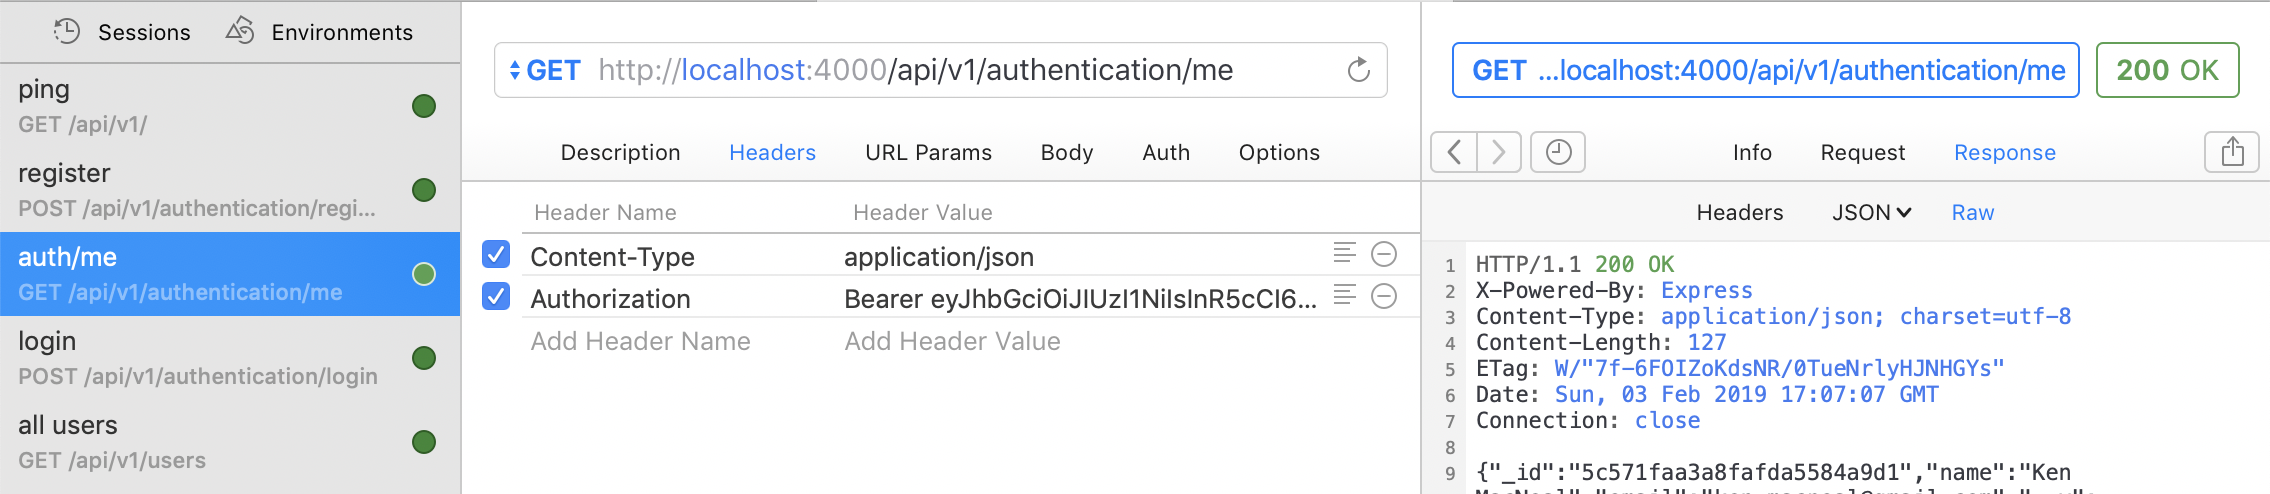 Sessions Environments
ping
GET /api/v1/
register
POST /api/v1/authentication/regi...
auth/me
GET /api/v1/authentication/me
login
POST /api/v1/authentication/login
all users
GET /api/v1/users
GET http://localhost:4000/api/v1/authentication/me
Description Headers URL Params Body Auth Options
Header Name Header Value
Content-Type application/json
Authorization Bearer eyJhbGciOiJIUzI1NiIsInR5cCI6...
Add Header Name Add Header Value
GET ...localhost:4000/api/v1/authentication/me 200 OK
Info Request Response
Headers JSON Raw
1 HTTP/1.1 200 OK
2 X-Powered-By: Express
3 Content-Type: application/json; charset=utf-8
4 Content-Length: 127
5 ETag: W/"7f-6FOIZoKdsNR/0TueNrlyHJNHGYs"
6 Date: Sun, 03 Feb 2019 17:07:07 GMT
7 Connection: close
8
9 {"_id":"5c571faa3a8fafda5584a9d1","name":"Ken